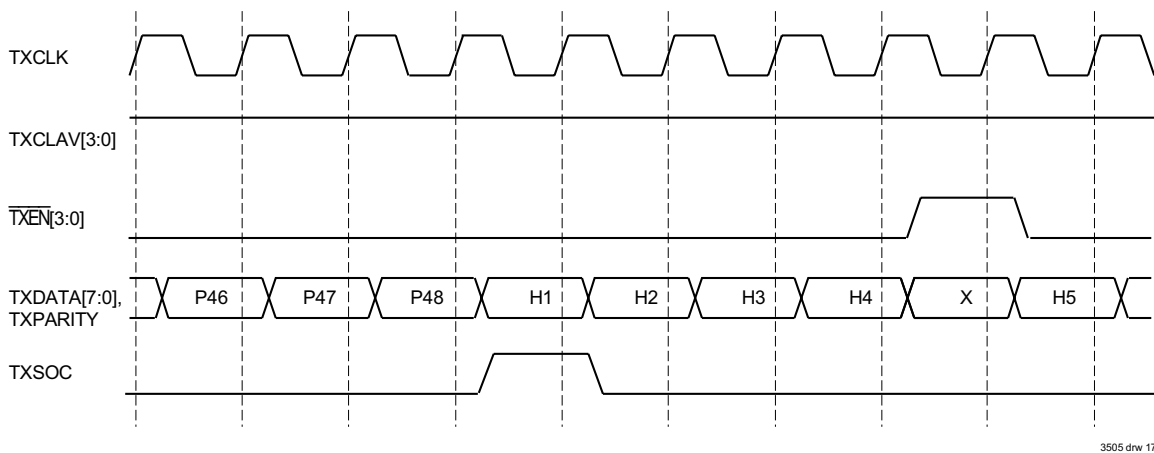 TXCLK
TXCLAV[3:0]
T̅X̅E̅N̅[3:0]
TXDATA[7:0], P46 P47 P48 H1 H2 H3 H4 X H5
TXPARITY
TXSOC
3505 drw 17